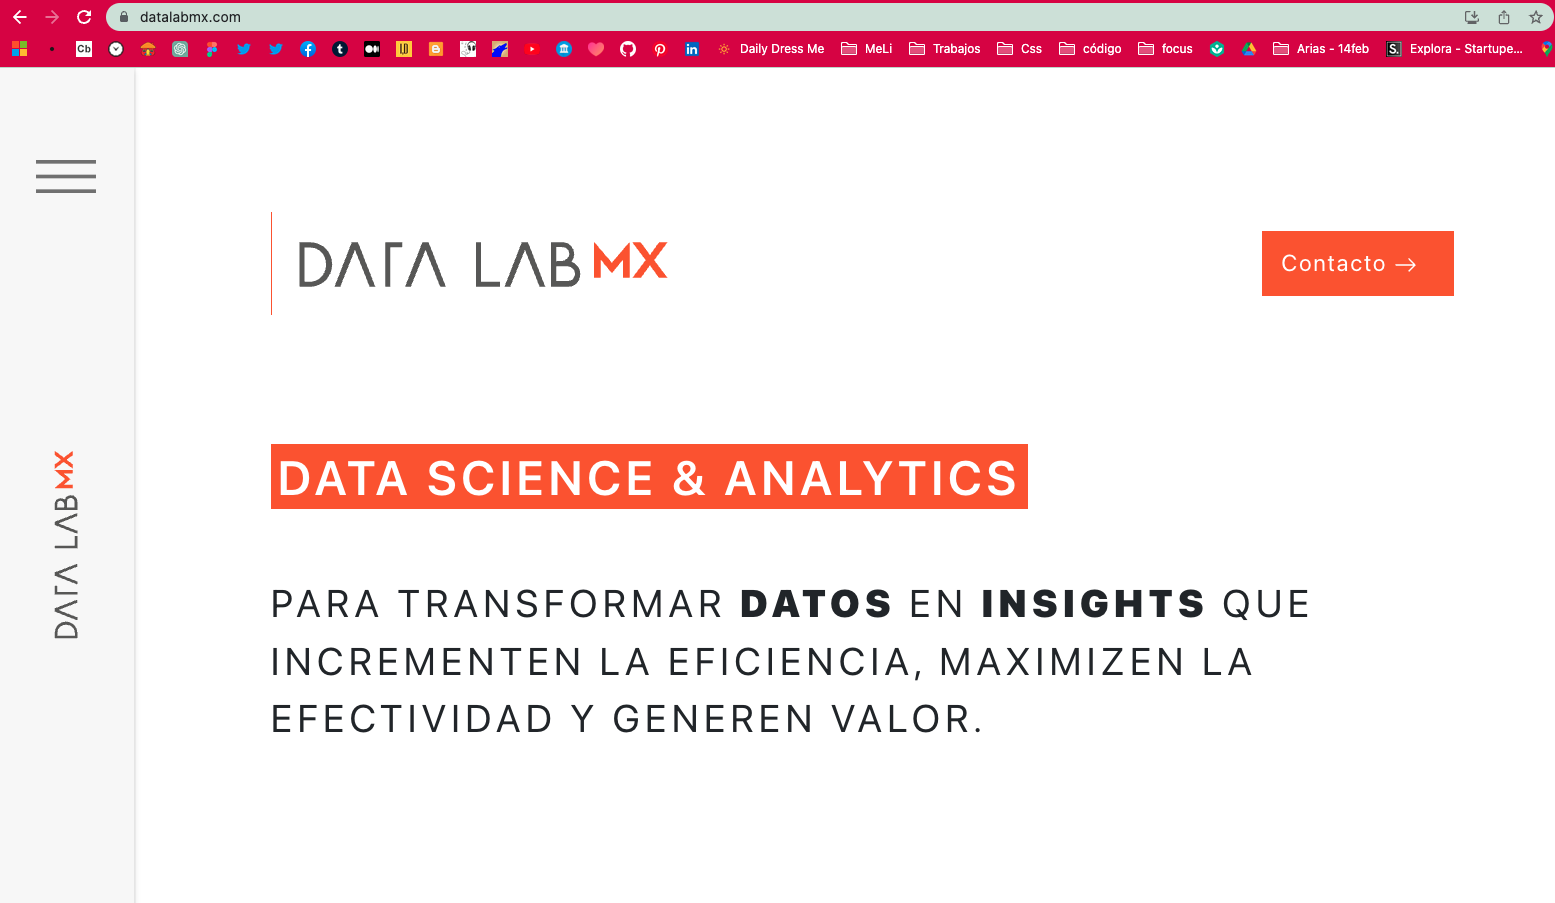 datalabmx.com
Cb
Daily Dress Me
MeLi
Trabajos
Css
código
focus
Arias - 14feb
S.
Explora - Startupe...
DATA LAB MX
Contacto →
DATA LAB MX
DATA SCIENCE & ANALYTICS
PARA TRANSFORMAR DATOS EN INSIGHTS QUE
INCREMENTEN LA EFICIENCIA, MAXIMIZEN LA
EFECTIVIDAD Y GENEREN VALOR.